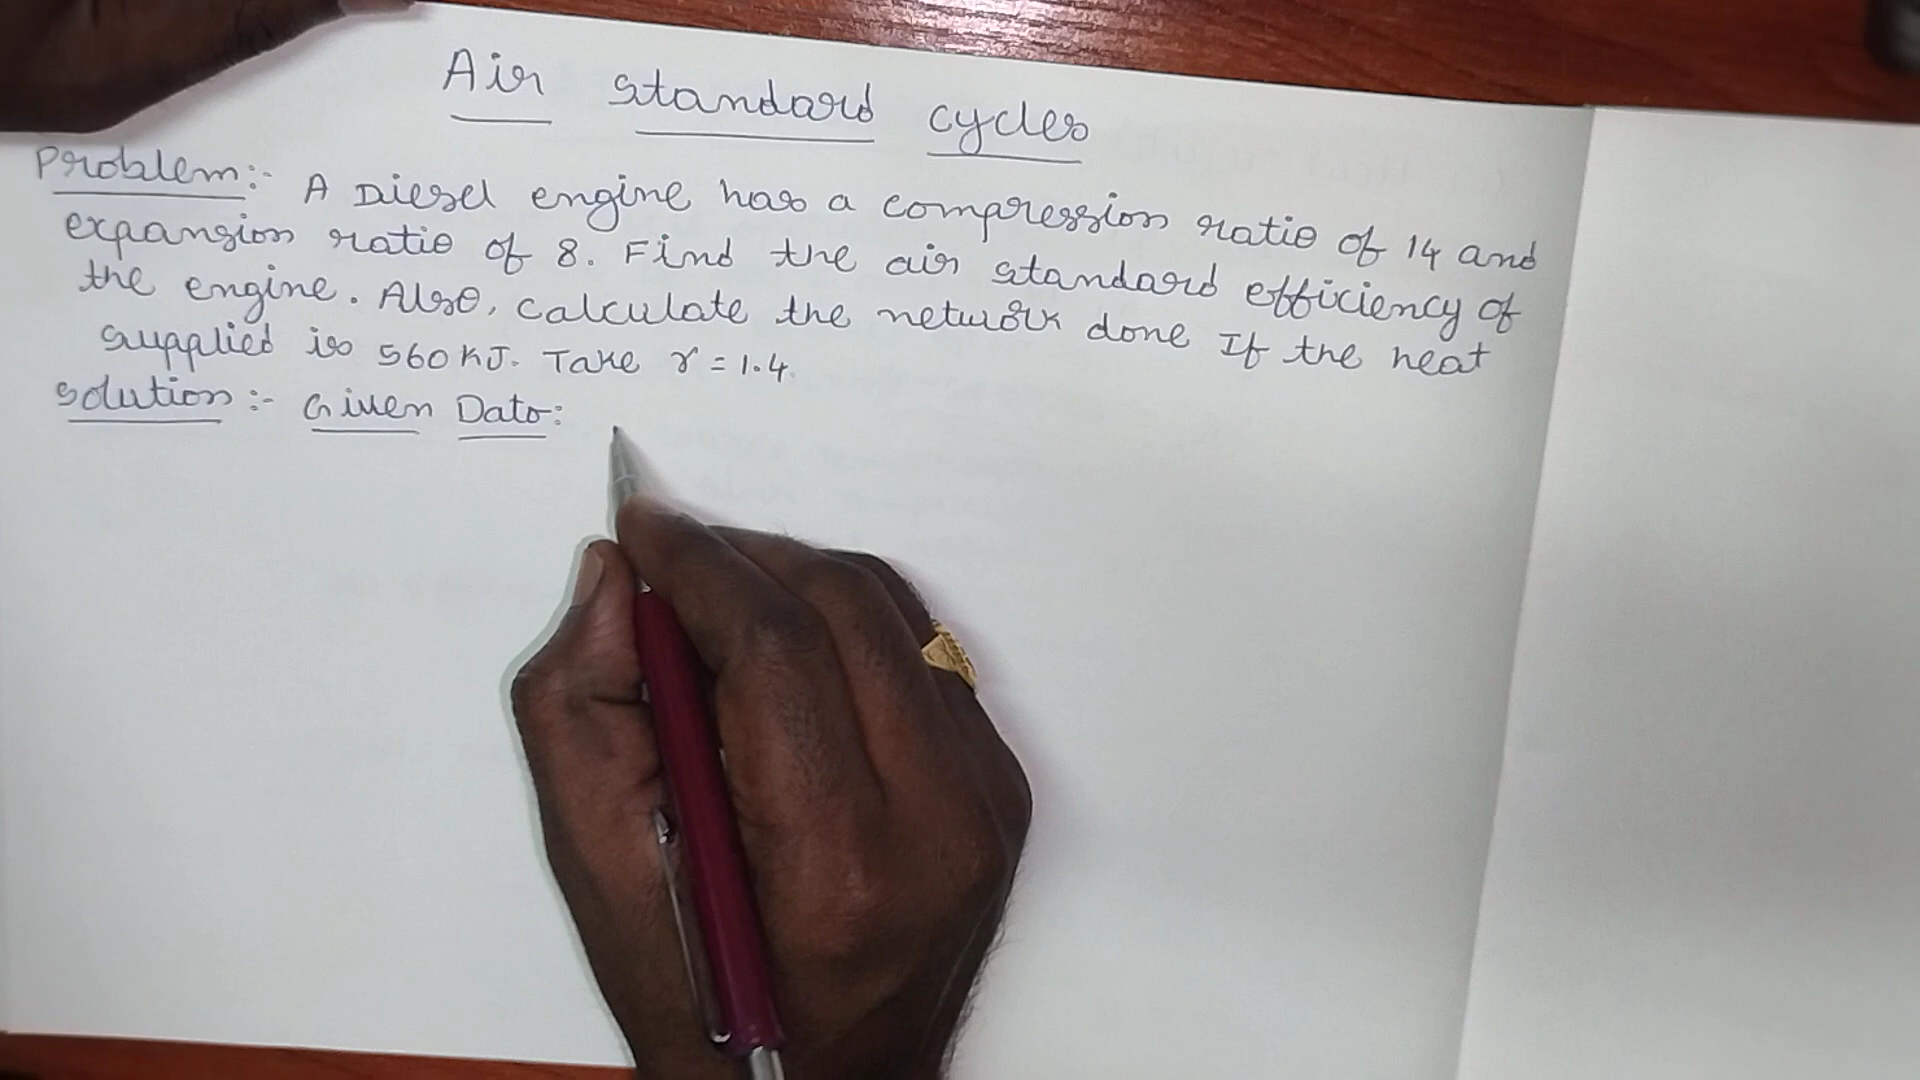 Air standard cycles
Problem:- A Diesel engine has a compression ratio of 14 and
expansion ratio of 8. Find the air standard efficiency of
the engine. Also, calculate the network done If the heat
supplied is 560 KJ. Take γ = 1.4.
Solution:- Given Data: